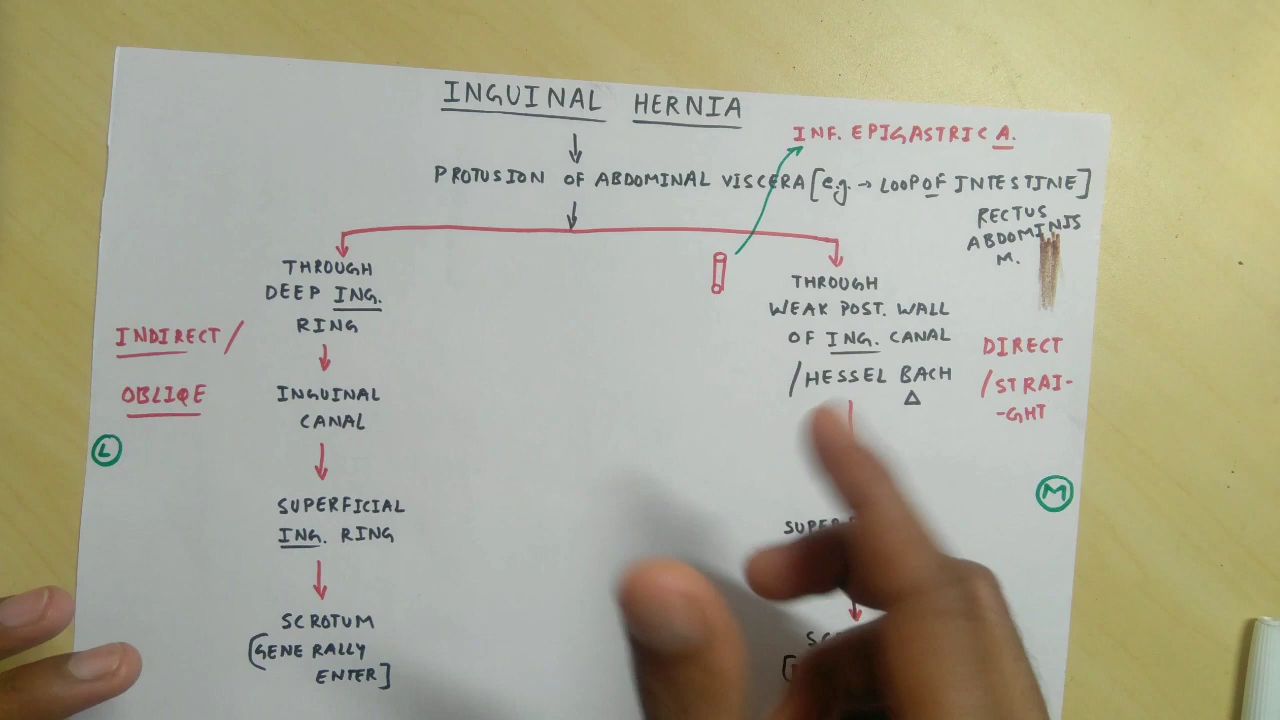 INGUINAL HERNIA
INF. EPIGASTRIC A.
PROTUSION OF ABDOMINAL VISCERA [e.g. → LOOP OF INTESTINE]
RECTUS
ABDOMINIS
M.
THROUGH
DEEP ING.
RING
INDIRECT /
OBLIQE
INGUINAL
CANAL
L
SUPERFICIAL
ING. RING
SCROTUM
[GENERALLY
ENTER]
THROUGH
WEAK POST. WALL
OF ING. CANAL
/HESSEL BACH
△
DIRECT
/STRAI-
-GHT
M